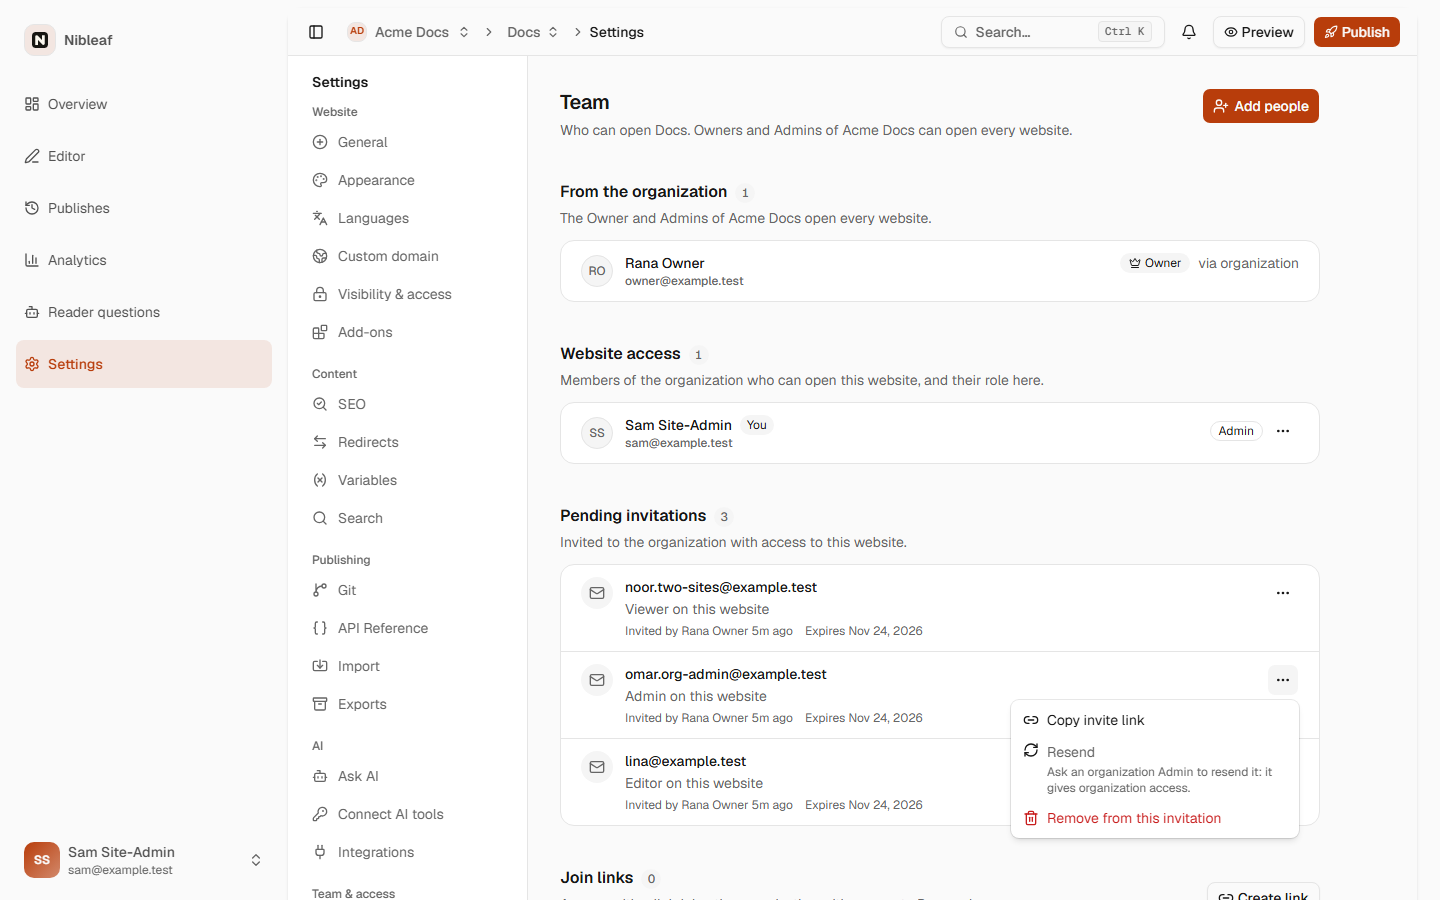 Nibleaf
Overview
Editor
Publishes
Analytics
Reader questions
Settings
SS
Sam Site-Admin
sam@example.test
AD Acme Docs
Docs
Settings
Search...
Ctrl K
Preview
Publish
Settings
Website
General
Appearance
Languages
Custom domain
Visibility & access
Add-ons
Content
SEO
Redirects
Variables
Search
Publishing
Git
API Reference
Import
Exports
AI
Ask AI
Connect AI tools
Integrations
Team & access
Team
Add people
Who can open Docs. Owners and Admins of Acme Docs can open every website.
From the organization 1
The Owner and Admins of Acme Docs open every website.
RO
Rana Owner
owner@example.test
Owner
via organization
Website access 1
Members of the organization who can open this website, and their role here.
SS
Sam Site-Admin You
sam@example.test
Admin
Pending invitations 3
Invited to the organization with access to this website.
noor.two-sites@example.test
Viewer on this website
Invited by Rana Owner 5m ago Expires Nov 24, 2026
omar.org-admin@example.test
Admin on this website
Invited by Rana Owner 5m ago Expires Nov 24, 2026
lina@example.test
Editor on this website
Invited by Rana Owner 5m ago Expires Nov 24, 2026
Copy invite link
Resend
Ask an organization Admin to resend it: it
gives organization access.
Remove from this invitation
Join links 0
Create link